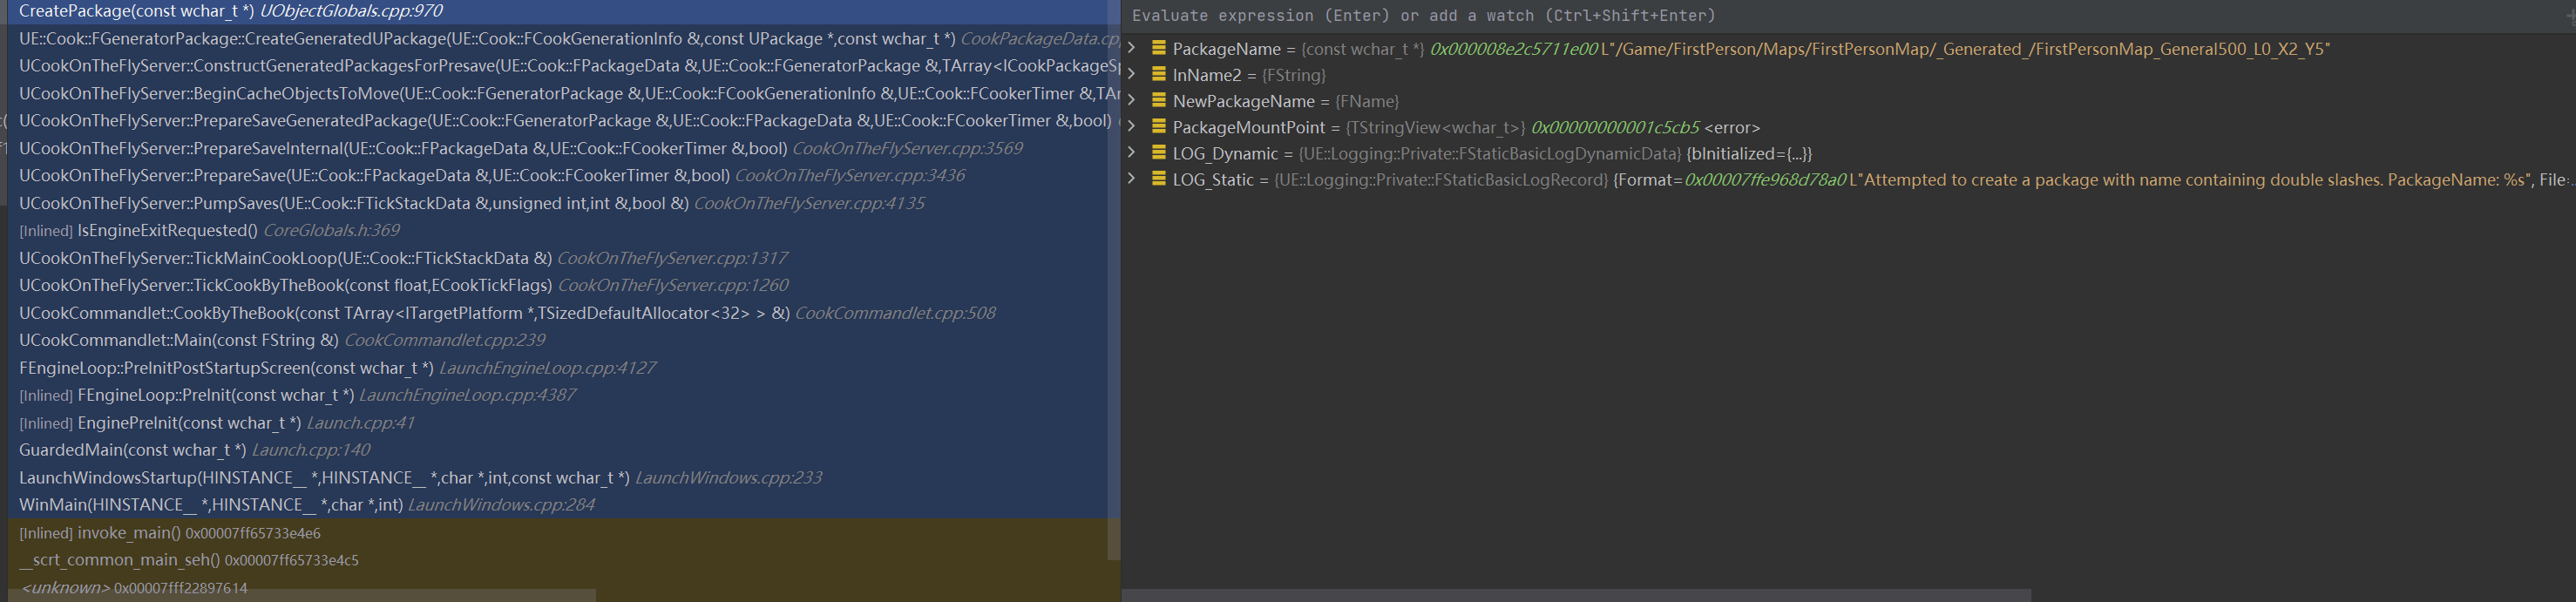 CreatePackage(const wchar_t *) UObjectGlobals.cpp:970
UE::Cook::FGeneratorPackage::CreateGeneratedUPackage(UE::Cook::FCookGenerationInfo &,const UPackage *,const wchar_t *) CookPackageData.cp
UCookOnTheFlyServer::ConstructGeneratedPackagesForPresave(UE::Cook::FPackageData &,UE::Cook::FGeneratorPackage &,TArray<ICookPackageSp
UCookOnTheFlyServer::BeginCacheObjectsToMove(UE::Cook::FGeneratorPackage &,UE::Cook::FCookGenerationInfo &,UE::Cook::FCookerTimer &,TAr
UCookOnTheFlyServer::PrepareSaveGeneratedPackage(UE::Cook::FGeneratorPackage &,UE::Cook::FPackageData &,UE::Cook::FCookerTimer &,bool)
UCookOnTheFlyServer::PrepareSaveInternal(UE::Cook::FPackageData &,UE::Cook::FCookerTimer &,bool) CookOnTheFlyServer.cpp:3569
UCookOnTheFlyServer::PrepareSave(UE::Cook::FPackageData &,UE::Cook::FCookerTimer &,bool) CookOnTheFlyServer.cpp:3436
UCookOnTheFlyServer::PumpSaves(UE::Cook::FTickStackData &,unsigned int,int &,bool &) CookOnTheFlyServer.cpp:4135
[Inlined] IsEngineExitRequested() CoreGlobals.h:369
UCookOnTheFlyServer::TickMainCookLoop(UE::Cook::FTickStackData &) CookOnTheFlyServer.cpp:1317
UCookOnTheFlyServer::TickCookByTheBook(const float,ECookTickFlags) CookOnTheFlyServer.cpp:1260
UCookCommandlet::CookByTheBook(const TArray<ITargetPlatform *,TSizedDefaultAllocator<32> > &) CookCommandlet.cpp:508
UCookCommandlet::Main(const FString &) CookCommandlet.cpp:239
FEngineLoop::PreInitPostStartupScreen(const wchar_t *) LaunchEngineLoop.cpp:4127
[Inlined] FEngineLoop::PreInit(const wchar_t *) LaunchEngineLoop.cpp:4387
[Inlined] EnginePreInit(const wchar_t *) Launch.cpp:41
GuardedMain(const wchar_t *) Launch.cpp:140
LaunchWindowsStartup(HINSTANCE__ *,HINSTANCE__ *,char *,int,const wchar_t *) LaunchWindows.cpp:233
WinMain(HINSTANCE__ *,HINSTANCE__ *,char *,int) LaunchWindows.cpp:284
[Inlined] invoke_main() 0x00007ff65733e4e6
__scrt_common_main_seh() 0x00007ff65733e4c5
<unknown> 0x00007fff22897614
Evaluate expression (Enter) or add a watch (Ctrl+Shift+Enter)
PackageName = {const wchar_t *} 0x000008e2c5711e00 L"/Game/FirstPerson/Maps/FirstPersonMap/_Generated_/FirstPersonMap_General500_L0_X2_Y5"
InName2 = {FString}
NewPackageName = {FName}
PackageMountPoint = {TStringView<wchar_t>} 0x00000000001c5cb5 <error>
LOG_Dynamic = {UE::Logging::Private::FStaticBasicLogDynamicData} {bInitialized={...}}
LOG_Static = {UE::Logging::Private::FStaticBasicLogRecord} {Format=0x00007ffe968d78a0 L"Attempted to create a package with name containing double slashes. PackageName: %s", File:...